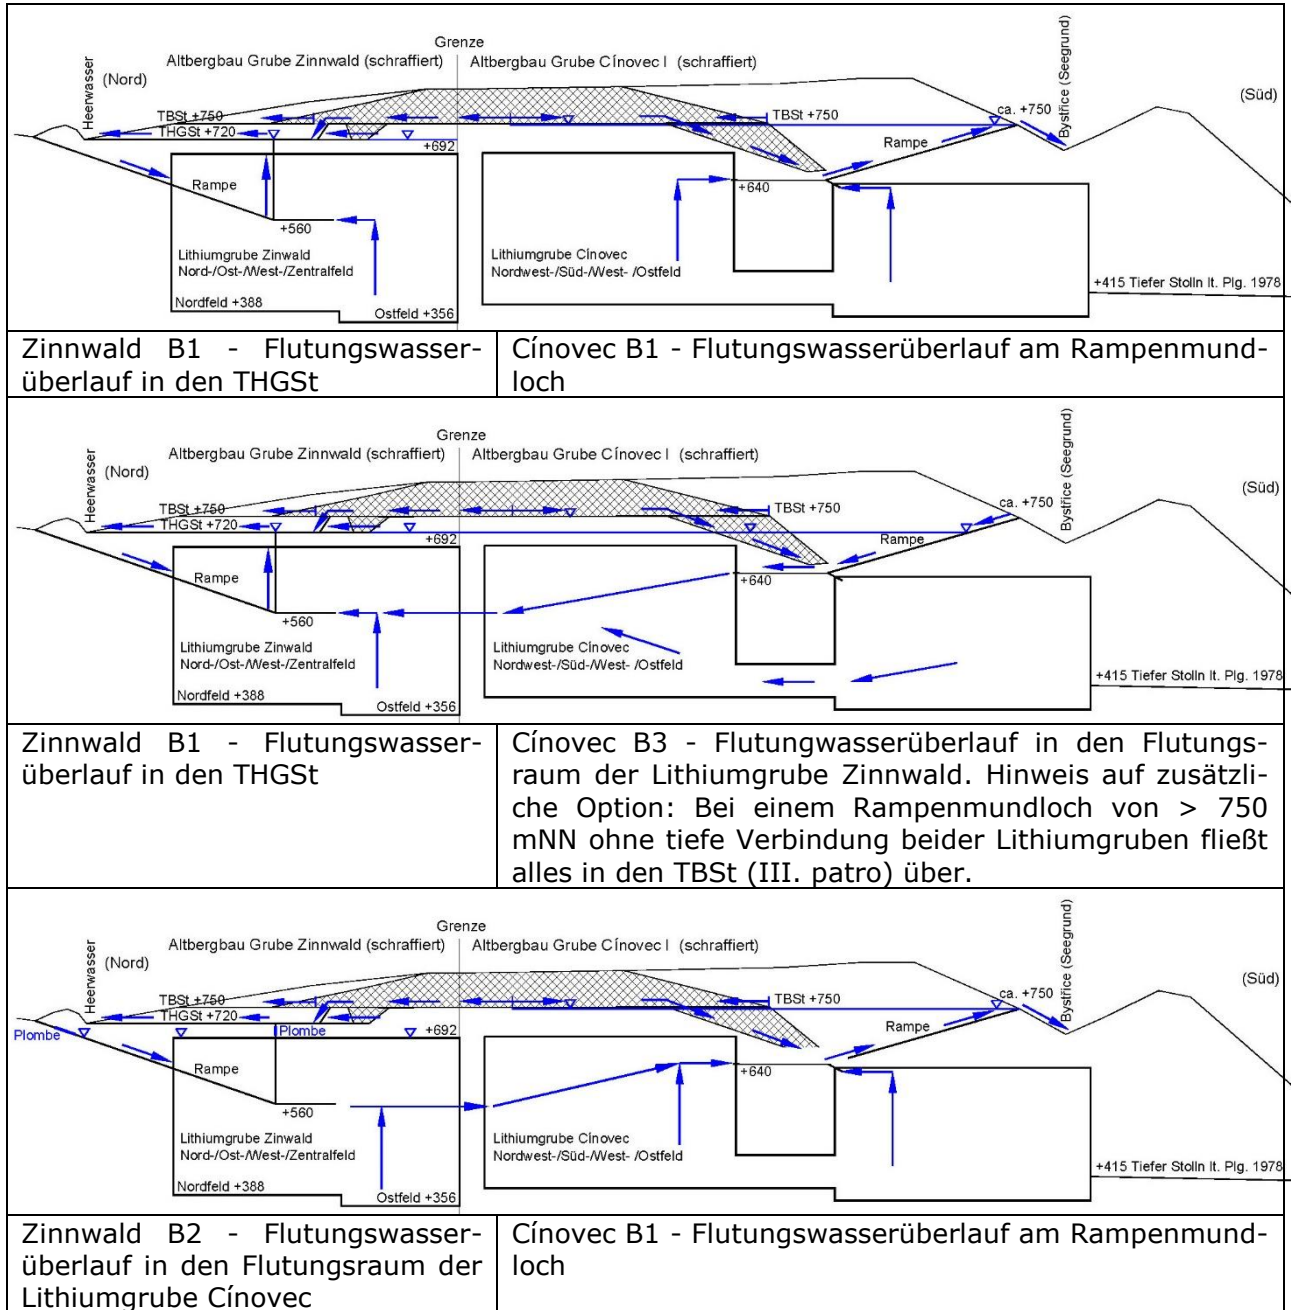 Grenze
Altbergbau Grube Zinnwald (schraffiert)
Altbergbau Grube Cínovec I (schraffiert)
Heerwasser
(Nord)
TBSt +750
THGSt +720
+692
Rampe
+560
Lithiumgrube Zinwald
Nord-/Ost-/West-/Zentralfeld
Nordfeld +388
Ostfeld +356
TBSt +750
ca. +750
Bystřice (Seegrund)
(Süd)
Rampe
+640
Lithiumgrube Cínovec
Nordwest-/Süd-/West- /Ostfeld
+415 Tiefer Stolln lt. Plg. 1978
Zinnwald B1 - Flutungswasser-
überlauf in den THGSt
Cínovec B1 - Flutungswasserüberlauf am Rampenmund-
loch
Grenze
Altbergbau Grube Zinnwald (schraffiert)
Altbergbau Grube Cínovec I (schraffiert)
Heerwasser
(Nord)
TBSt +750
THGSt +720
+692
Rampe
+560
Lithiumgrube Zinwald
Nord-/Ost-/West-/Zentralfeld
Nordfeld +388
Ostfeld +356
TBSt +750
ca. +750
Bystřice (Seegrund)
(Süd)
Rampe
+640
Lithiumgrube Cínovec
Nordwest-/Süd-/West- /Ostfeld
+415 Tiefer Stolln lt. Plg. 1978
Zinnwald B1 - Flutungswasser-
überlauf in den THGSt
Cínovec B3 - Flutungwasserüberlauf in den Flutungs-
raum der Lithiumgrube Zinnwald. Hinweis auf zusätzli-
che Option: Bei einem Rampenmundloch von > 750
mNN ohne tiefe Verbindung beider Lithiumgruben fließt
alles in den TBSt (III. patro) über.
Grenze
Altbergbau Grube Zinnwald (schraffiert)
Altbergbau Grube Cínovec I (schraffiert)
Heerwasser
(Nord)
TBSt +750
THGSt +720
Plombe
Plombe
+692
Rampe
+560
Lithiumgrube Zinwald
Nord-/Ost-/West-/Zentralfeld
Nordfeld +388
Ostfeld +356
TBSt +750
ca. +750
Bystřice (Seegrund)
(Süd)
Rampe
+640
Lithiumgrube Cínovec
Nordwest-/Süd-/West- /Ostfeld
+415 Tiefer Stolln lt. Plg. 1978
Zinnwald B2 - Flutungswasser-
überlauf in den Flutungsraum der
Lithiumgrube Cínovec
Cínovec B1 - Flutungswasserüberlauf am Rampenmund-
loch